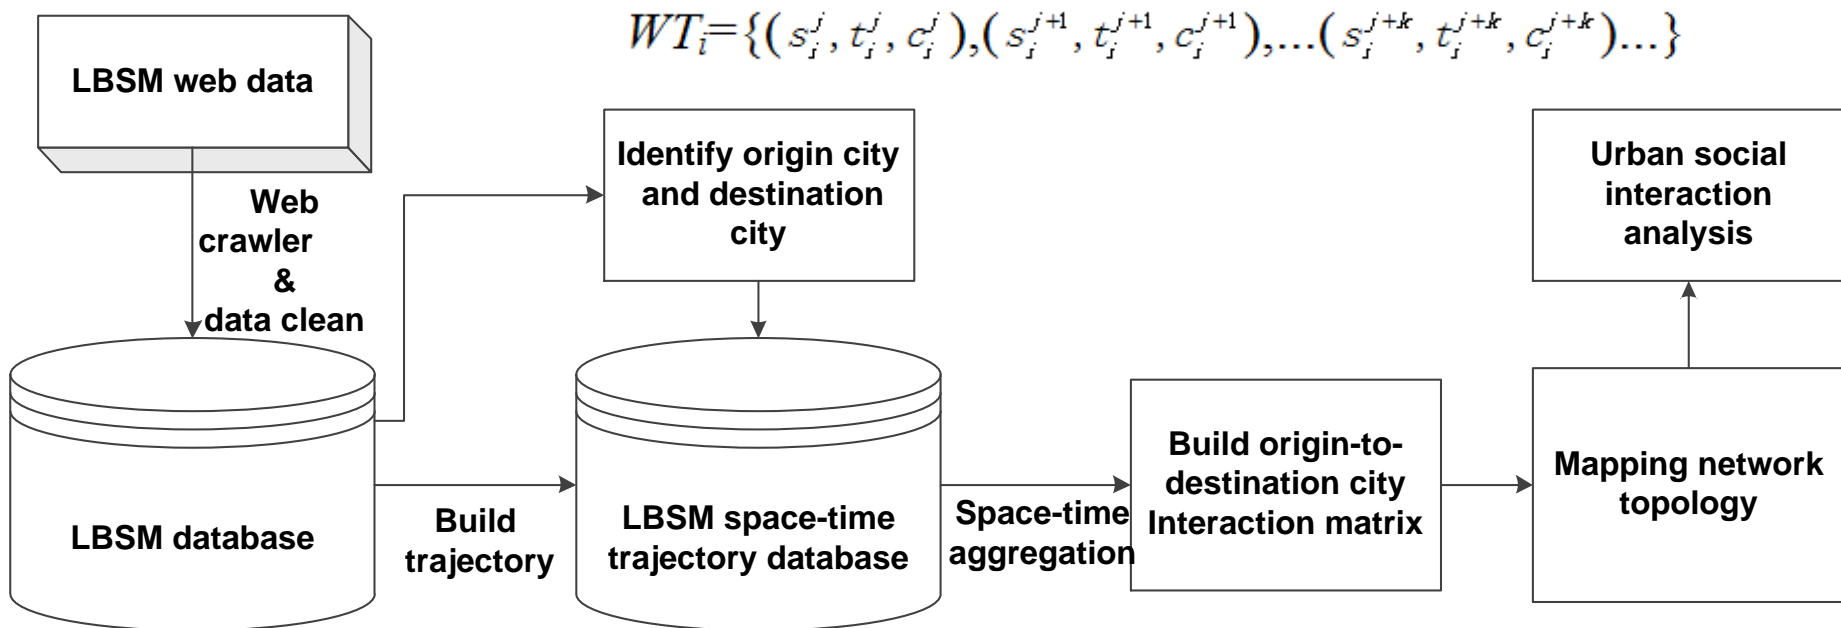 WT_i={(s_i^j, t_i^j, c_i^j),(s_i^{j+1}, t_i^{j+1}, c_i^{j+1}),...(s_i^{j+k}, t_i^{j+k}, c_i^{j+k})...}
LBSM web data
Web
crawler
&
data clean
Identify origin city
and destination
city
Urban social
interaction
analysis
LBSM database
Build
trajectory
LBSM space-time
trajectory database
Space-time
aggregation
Build origin-to-
destination city
Interaction matrix
Mapping network
topology